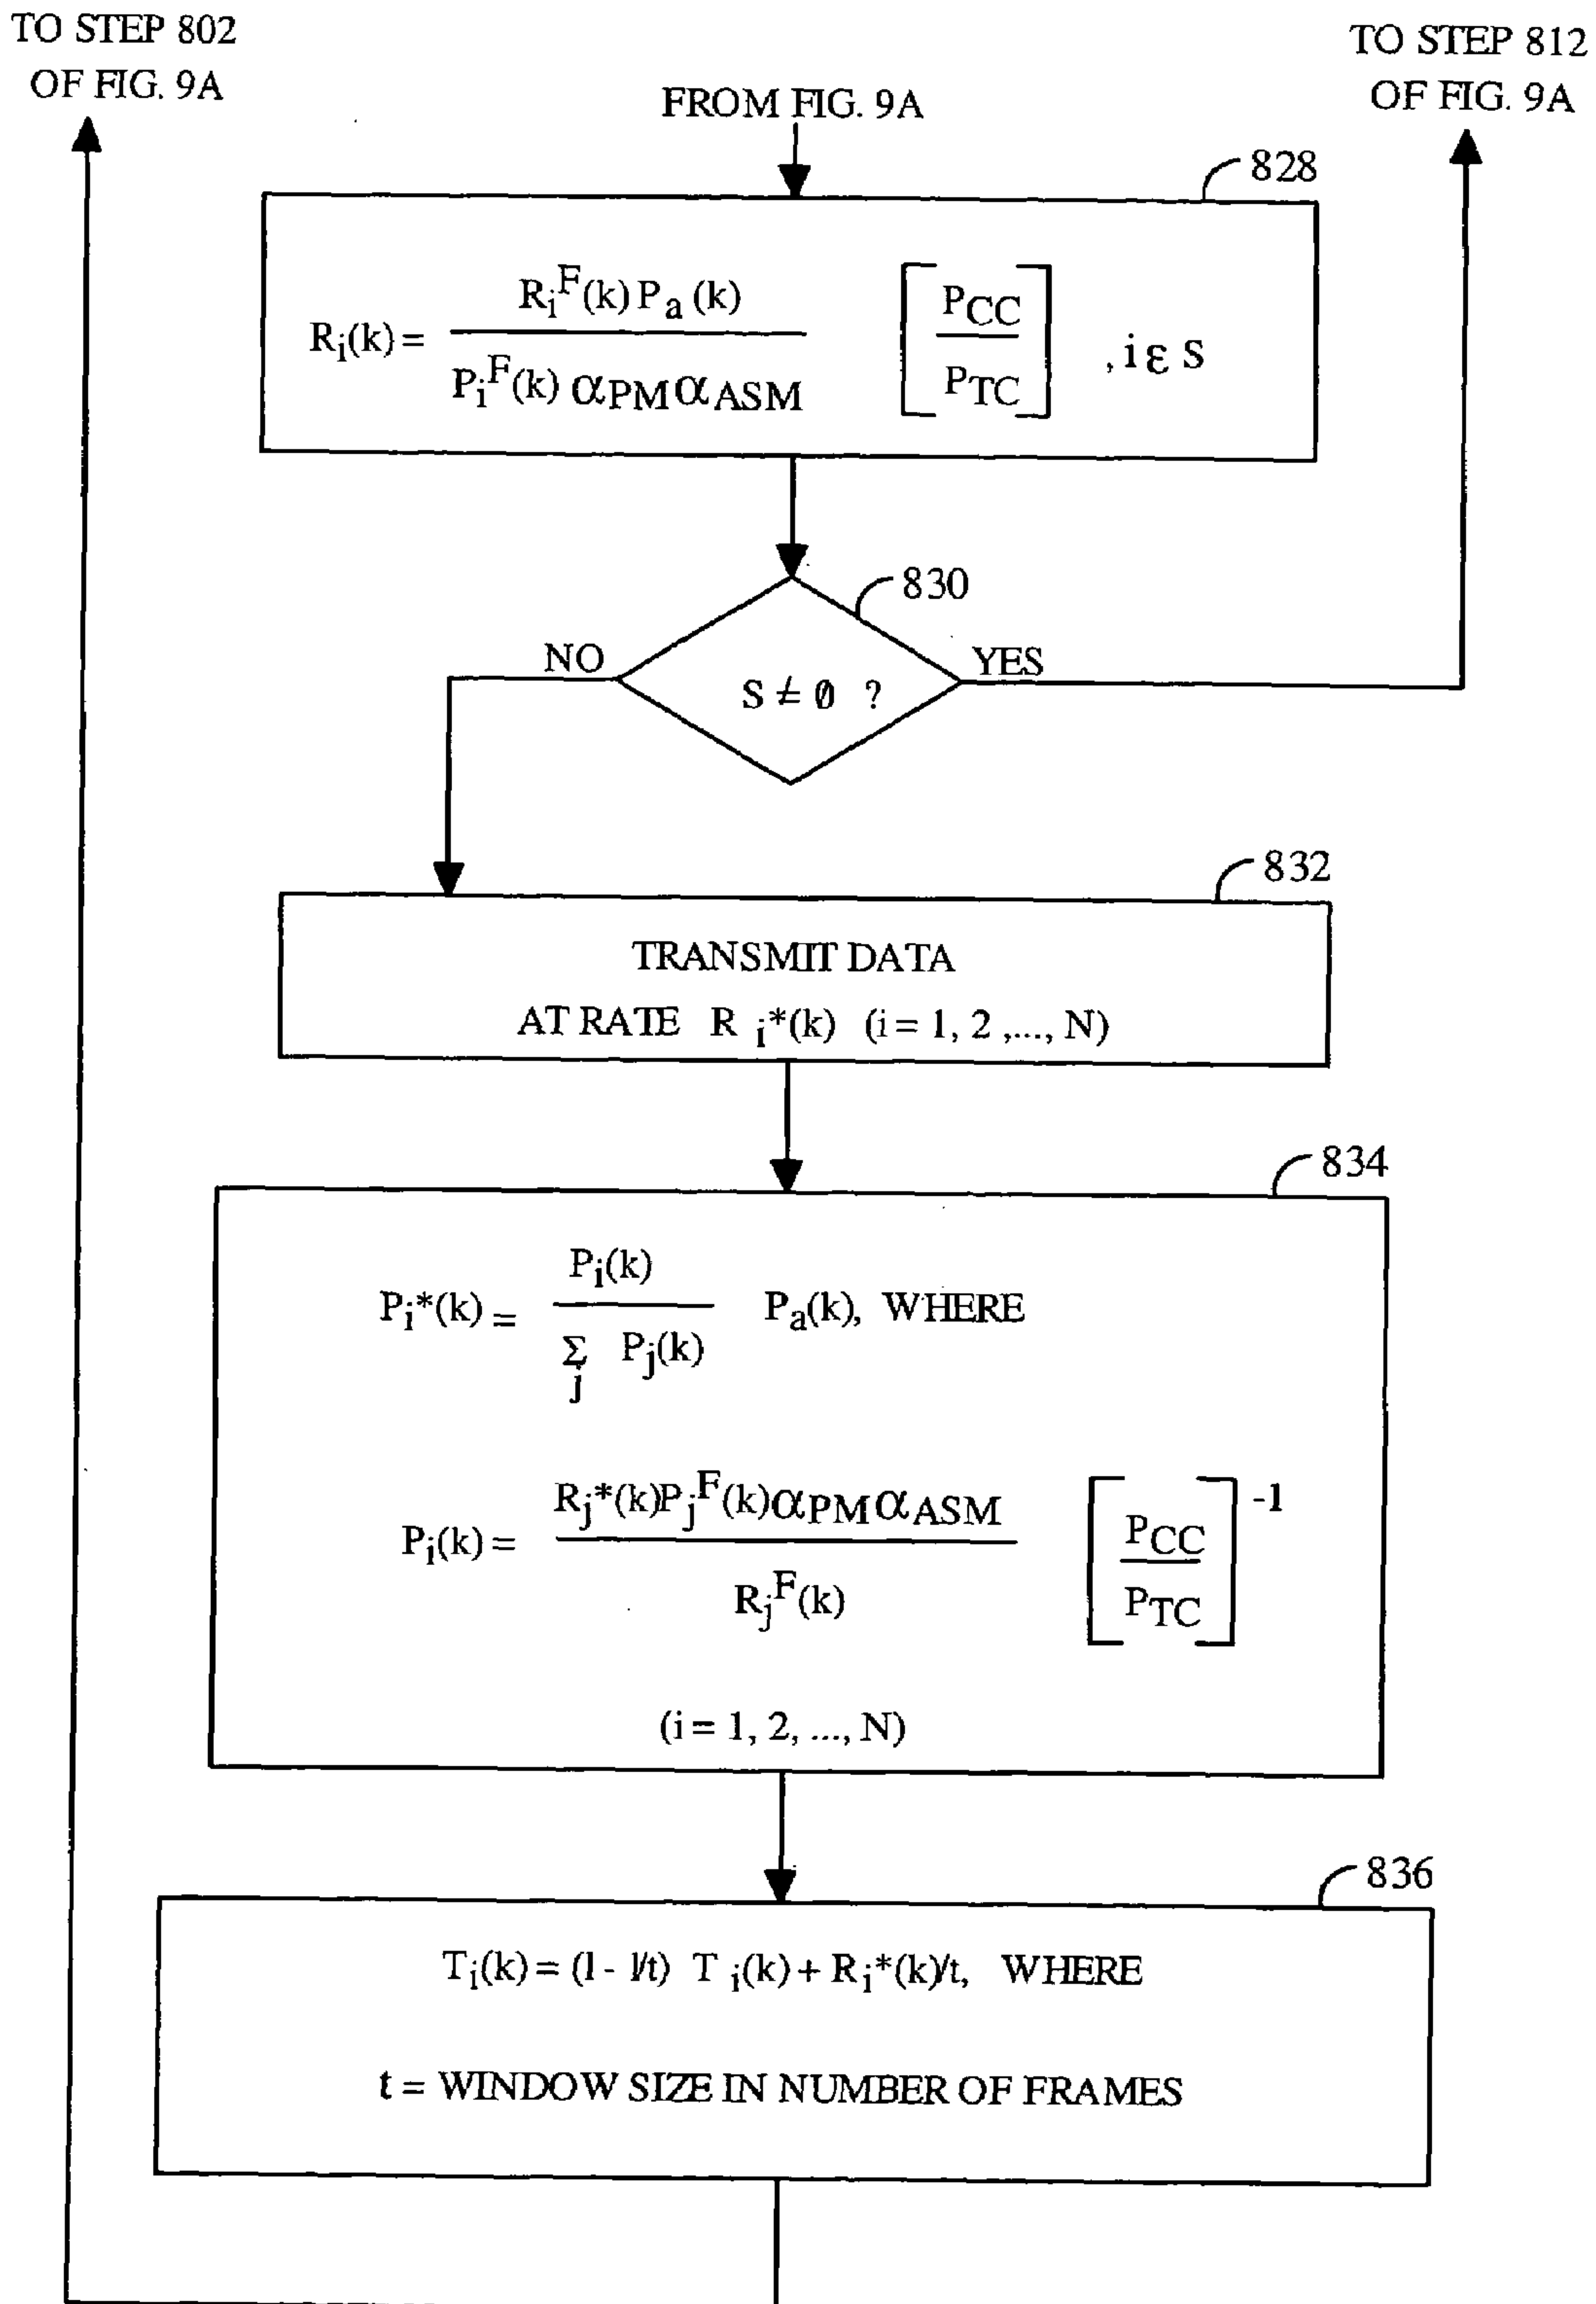 TO STEP 802
OF FIG. 9A
FROM FIG. 9A
TO STEP 812
OF FIG. 9A
828
R_i(k) = R_i^F(k) P_a(k) / P_i^F(k) α_PM α_ASM [P_CC / P_TC] , i ε S
830
NO
YES
S ≠ ∅ ?
832
TRANSMIT DATA
AT RATE R_i*(k) (i = 1, 2 ,..., N)
834
P_i*(k) = P_i(k) / Σ_j P_j(k) P_a(k), WHERE
P_i(k) = R_j*(k)P_j^F(k)α_PM α_ASM / R_j^F(k) [P_CC / P_TC]^-1
(i = 1, 2, ..., N)
836
T_i(k) = (1 - 1/t) T_i(k) + R_i*(k)/t, WHERE
t = WINDOW SIZE IN NUMBER OF FRAMES